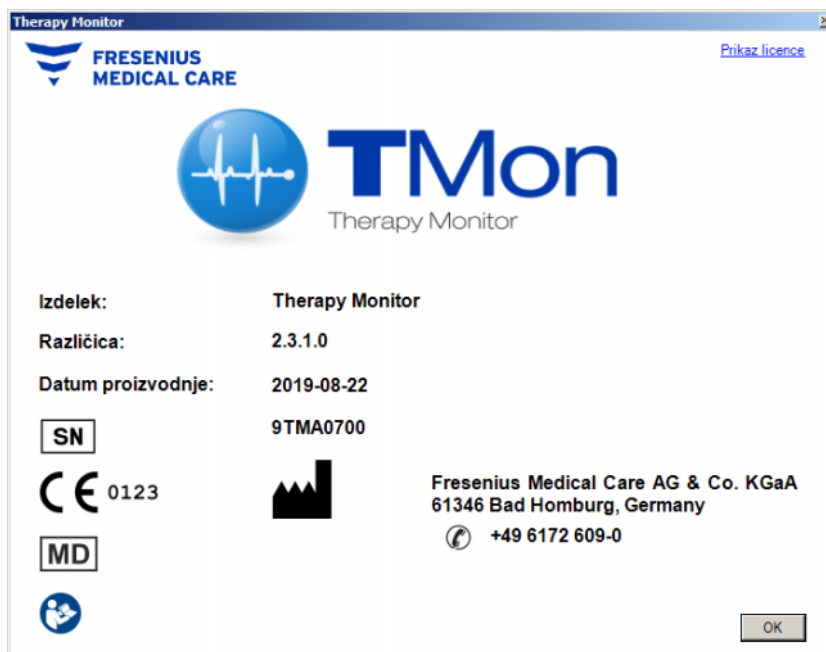 Therapy Monitor
FRESENIUS
MEDICAL CARE
Prikaz licence
TMon
Therapy Monitor
Izdelek: Therapy Monitor
Različica: 2.3.1.0
Datum proizvodnje: 2019-08-22
SN 9TMA0700
CE 0123
Fresenius Medical Care AG & Co. KGaA
61346 Bad Homburg, Germany
+49 6172 609-0
MD
OK